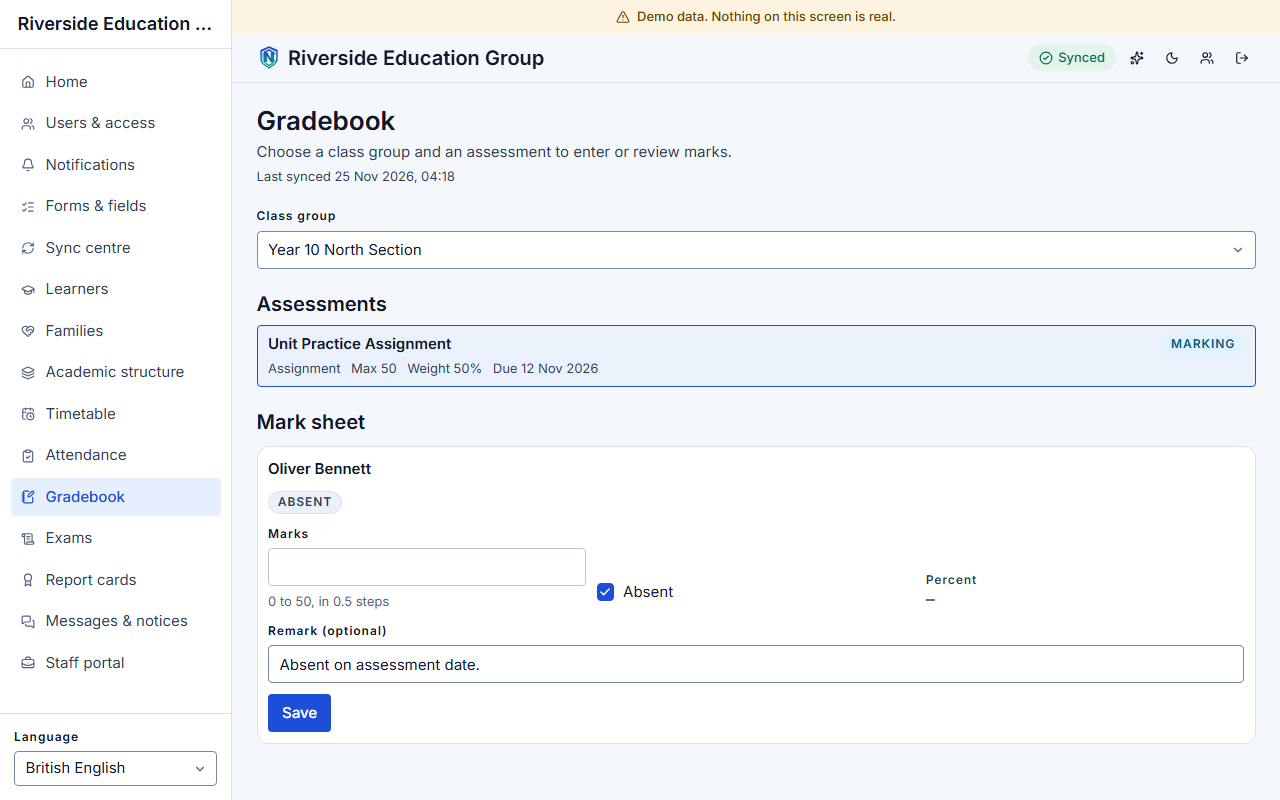 Riverside Education ...
Home
Users & access
Notifications
Forms & fields
Sync centre
Learners
Families
Academic structure
Timetable
Attendance
Gradebook
Exams
Report cards
Messages & notices
Staff portal
Language
British English
Demo data. Nothing on this screen is real.
Riverside Education Group
Synced
Gradebook
Choose a class group and an assessment to enter or review marks.
Last synced 25 Nov 2026, 04:18
Class group
Year 10 North Section
Assessments
Unit Practice Assignment
MARKING
Assignment Max 50 Weight 50% Due 12 Nov 2026
Mark sheet
Oliver Bennett
ABSENT
Marks
Absent
0 to 50, in 0.5 steps
Percent
–
Remark (optional)
Absent on assessment date.
Save